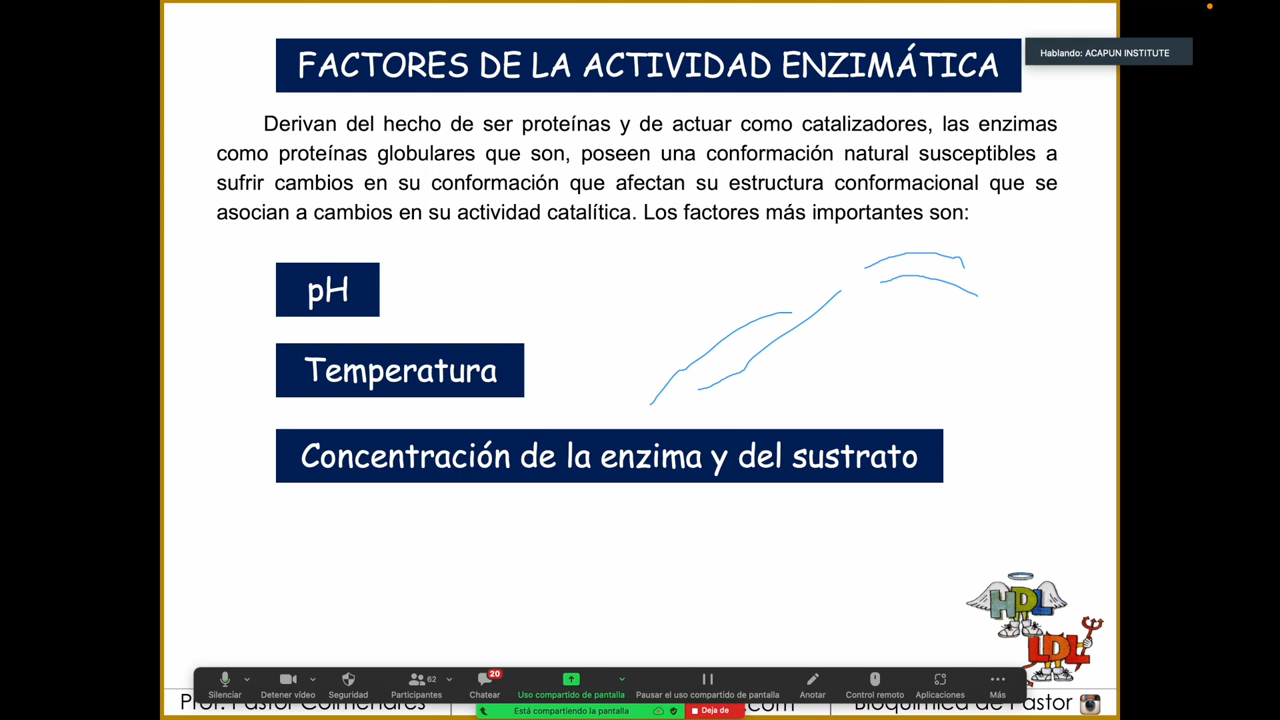 FACTORES DE LA ACTIVIDAD ENZIMÁTICA
Hablando: ACAPUN INSTITUTE
Derivan del hecho de ser proteínas y de actuar como catalizadores, las enzimas
como proteínas globulares que son, poseen una conformación natural susceptibles a
sufrir cambios en su conformación que afectan su estructura conformacional que se
asocian a cambios en su actividad catalítica. Los factores más importantes son:
pH
Temperatura
Concentración de la enzima y del sustrato
HDL
LDL
62
20
Silenciar Detener vídeo Seguridad Participantes Chatear Uso compartido de pantalla Pausar el uso compartido de pantalla Anotar Control remoto Aplicaciones Más
Prof. Pastor Colmenares .com Bioquímica de Pastor
Está compartiendo la pantalla Deja de